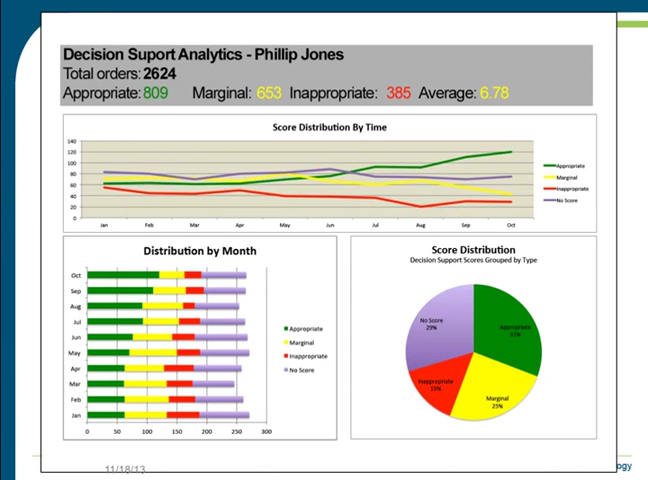 Decision Suport Analytics - Phillip Jones
Total orders: 2624
Appropriate: 809 Marginal: 653 Inappropriate: 385 Average: 6.78
Score Distribution By Time
140
120
100
80
60
40
20
0
Jan Feb Mar Apr May Jun Jul Aug Sep Oct
Appropriate
Marginal
Inappropriate
No Score
Distribution by Month
Oct
Sep
Aug
Jul
Jun
May
Apr
Mar
Feb
Jan
0 50 100 150 200 250 300
Appropriate
Marginal
Inappropriate
No Score
Score Distribution
Decision Support Scores Grouped by Type
No Score
29%
Appropriate
31%
Inappropriate
15%
Marginal
25%
11/18/13
ogy